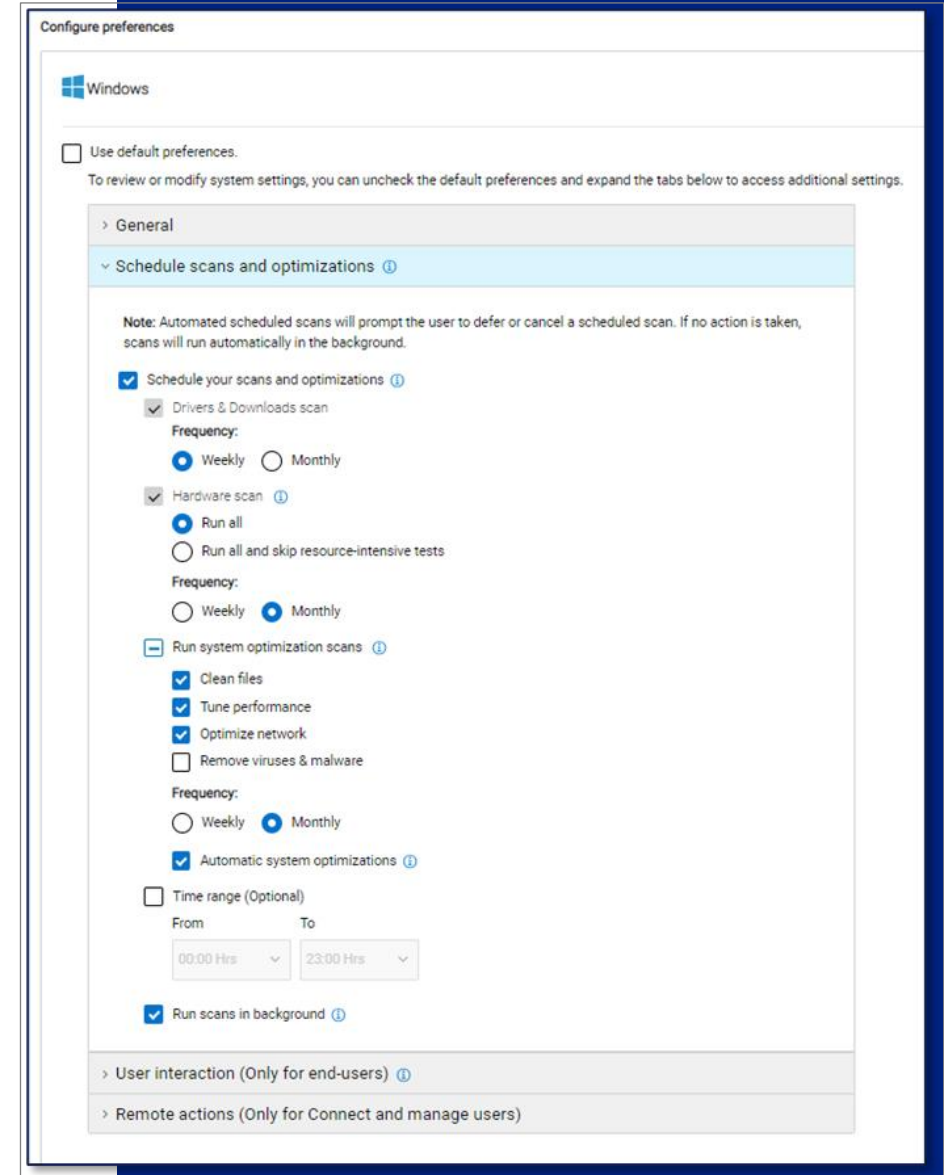 Configure preferences
Windows
Use default preferences.
To review or modify system settings, you can uncheck the default preferences and expand the tabs below to access additional settings.
General
Schedule scans and optimizations
Note: Automated scheduled scans will prompt the user to defer or cancel a scheduled scan. If no action is taken,
scans will run automatically in the background.
Schedule your scans and optimizations
Drivers & Downloads scan
Frequency:
Weekly Monthly
Hardware scan
Run all
Run all and skip resource-intensive tests
Frequency:
Weekly Monthly
Run system optimization scans
Clean files
Tune performance
Optimize network
Remove viruses & malware
Frequency:
Weekly Monthly
Automatic system optimizations
Time range (Optional)
From To
00:00 Hrs 23:00 Hrs
Run scans in background
User interaction (Only for end-users)
Remote actions (Only for Connect and manage users)